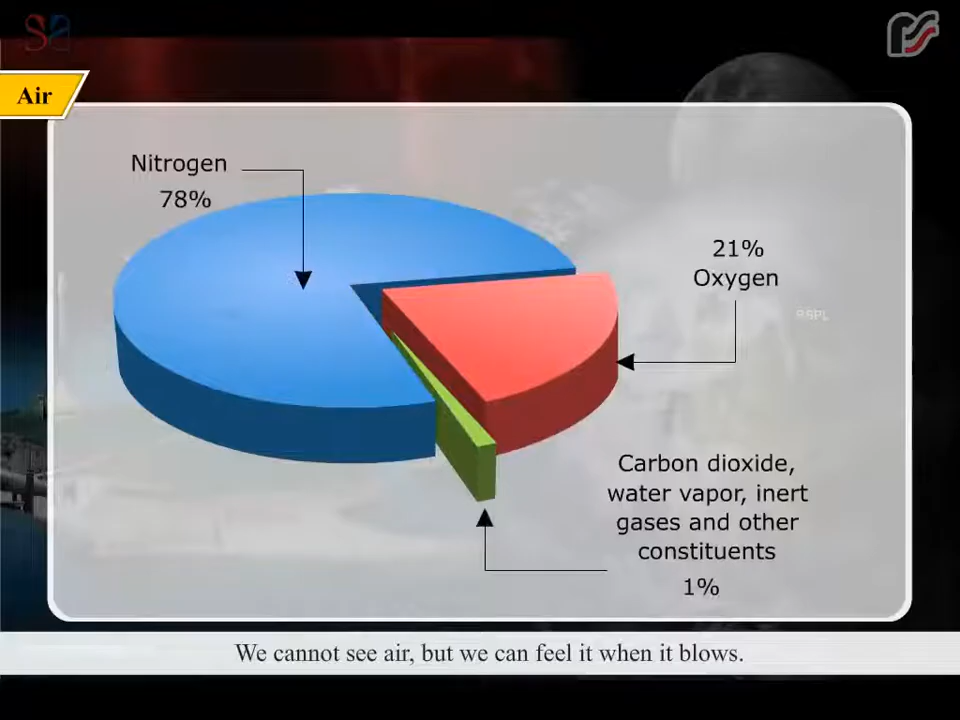 Air
Nitrogen
78%
21%
Oxygen
RSPL
Carbon dioxide,
water vapor, inert
gases and other
constituents
1%
We cannot see air, but we can feel it when it blows.